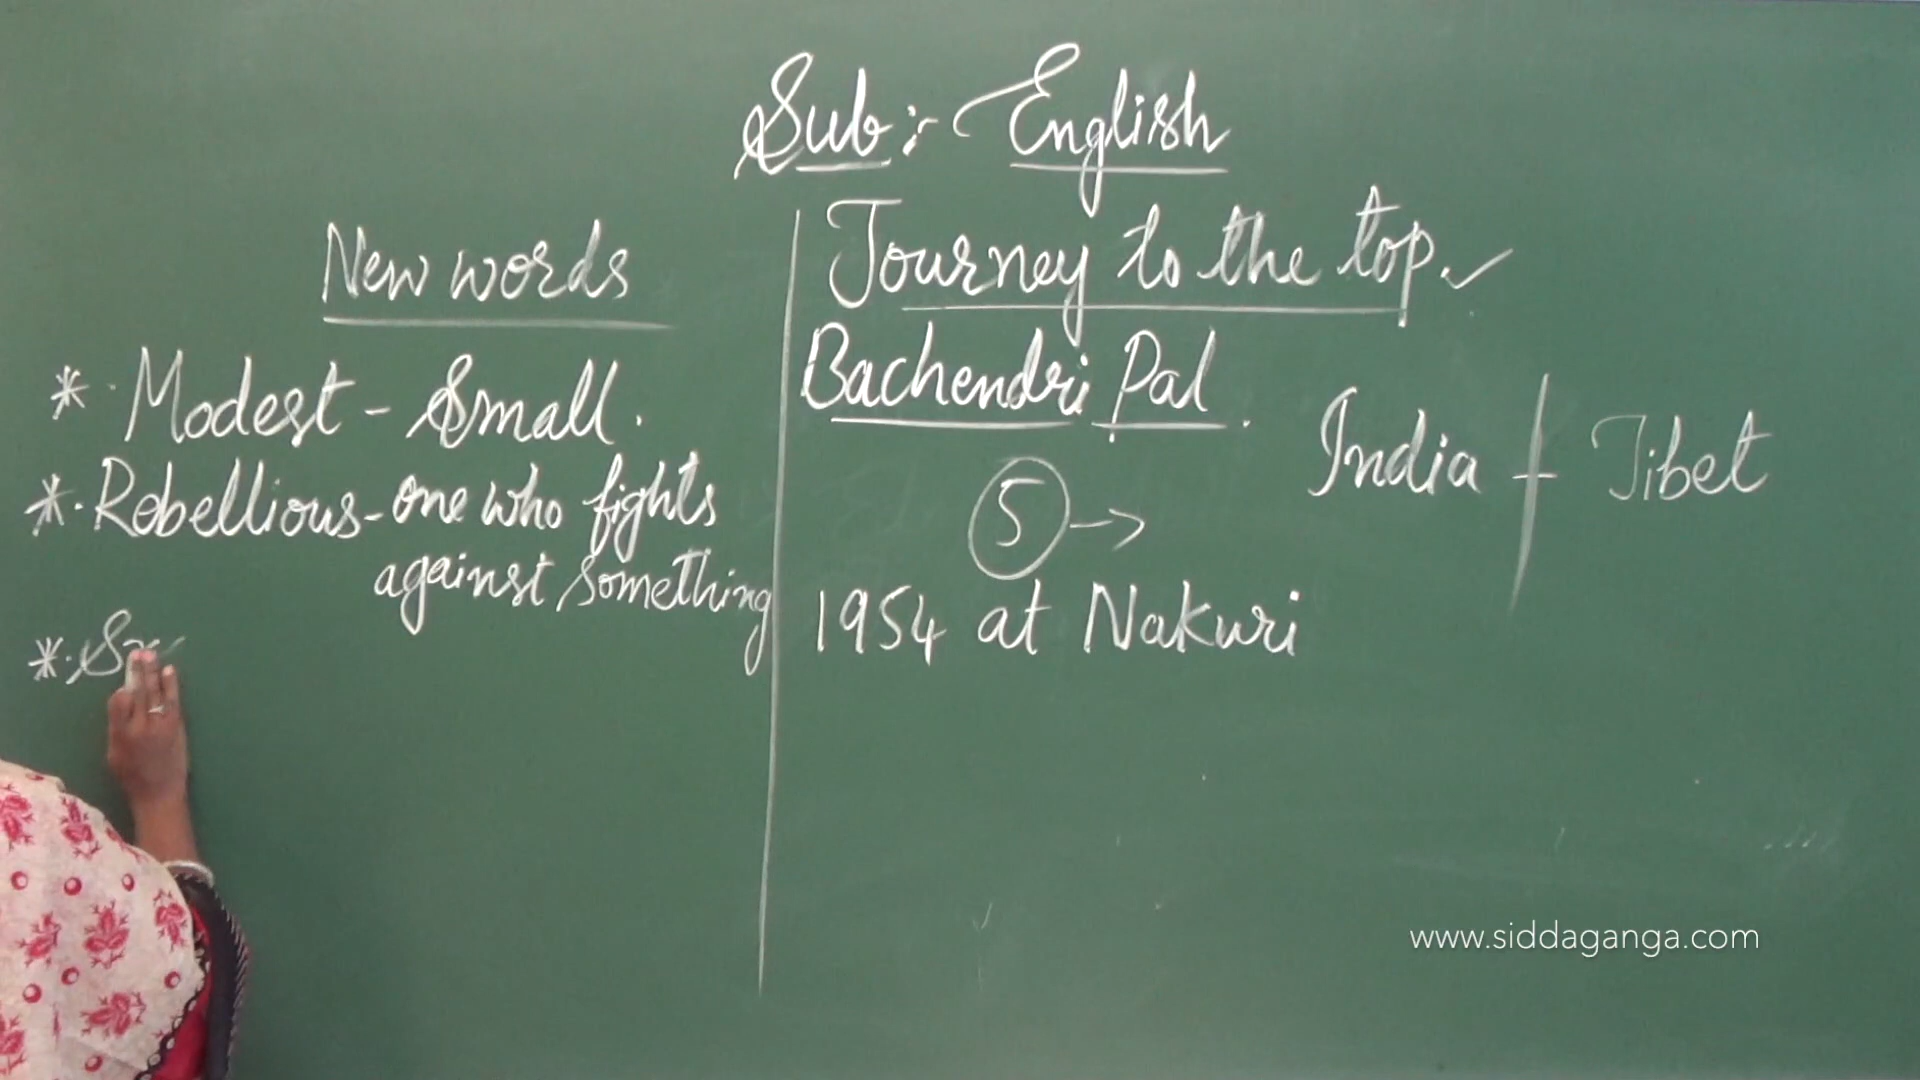 Sub:- English
New words
* Modest - Small.
* Rebellious - one who fights
against something
*
Journey to the top.
Bachendri Pal.
India Tibet
5 →
1954 at Nakuri
www.siddaganga.com